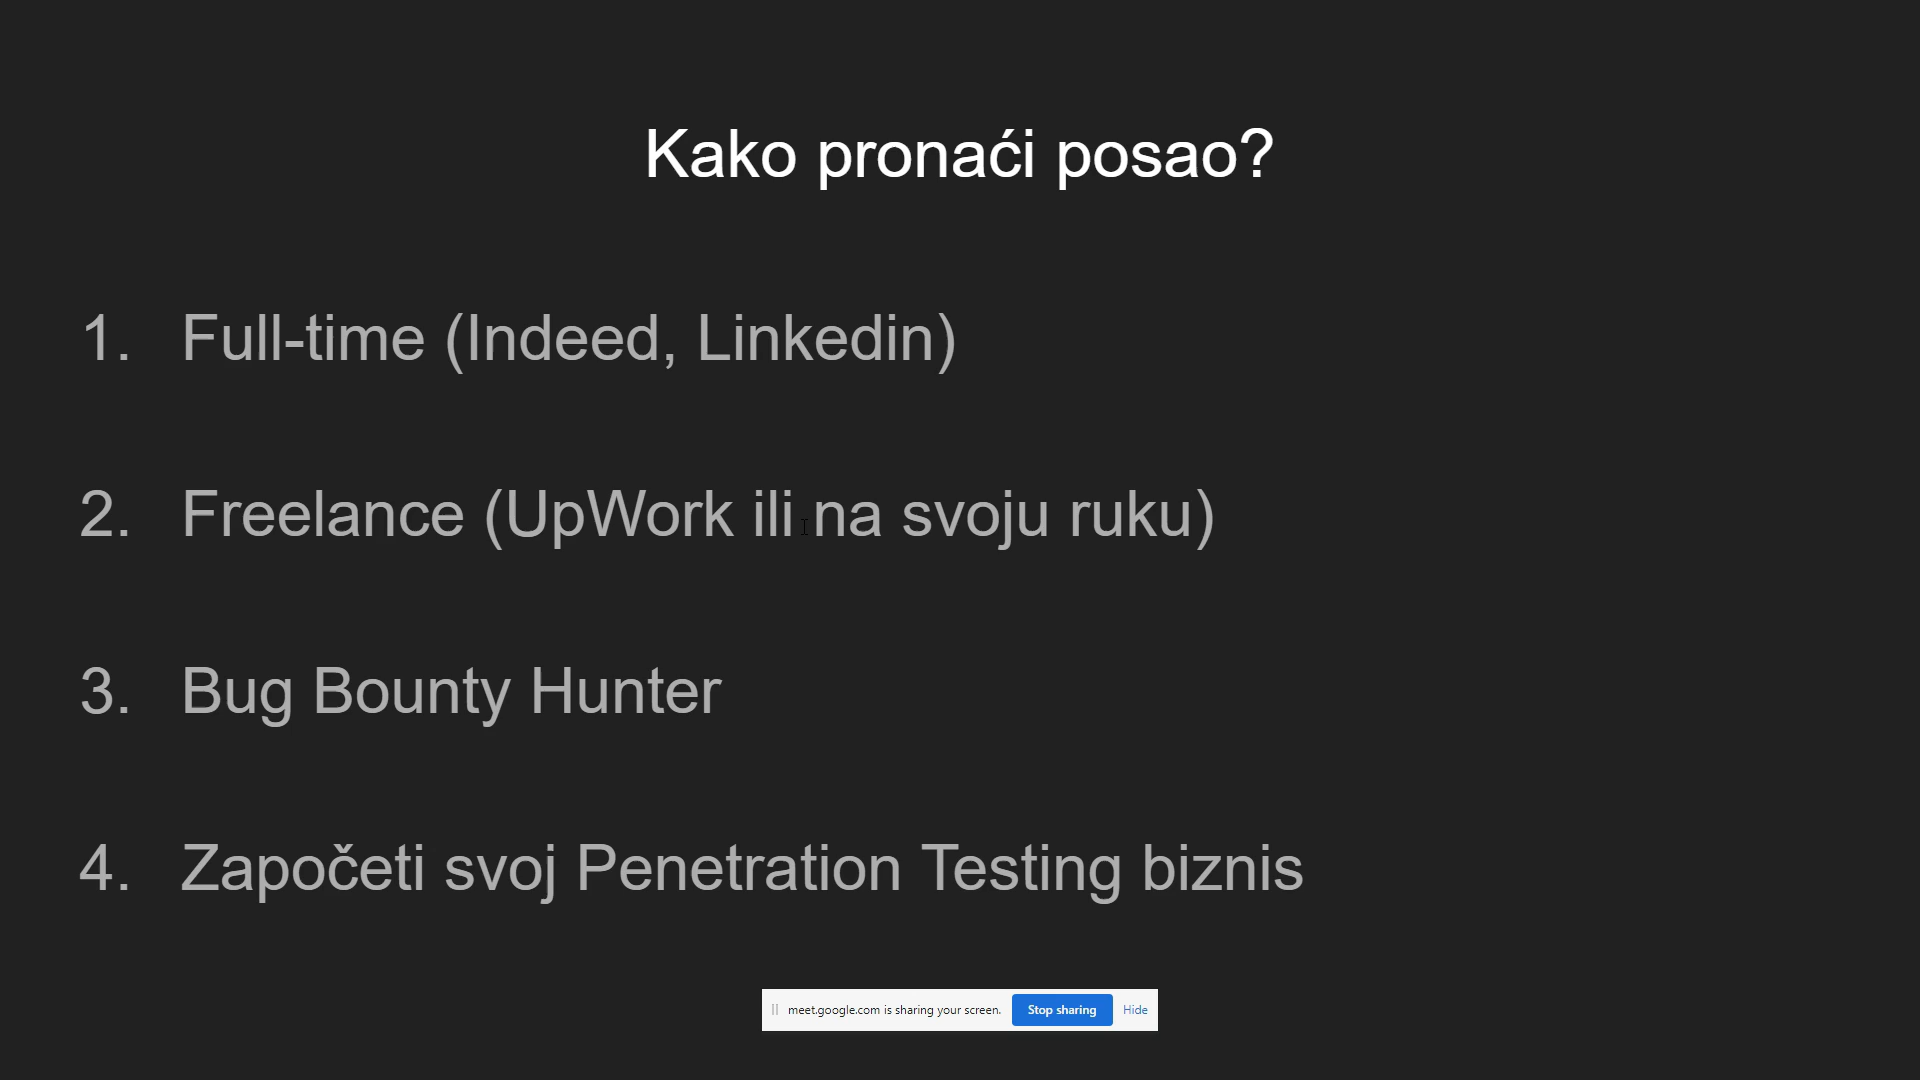 Kako pronaći posao?
1. Full-time (Indeed, Linkedin)
2. Freelance (UpWork ili na svoju ruku)
3. Bug Bounty Hunter
4. Započeti svoj Penetration Testing biznis
meet.google.com is sharing your screen. Stop sharing Hide